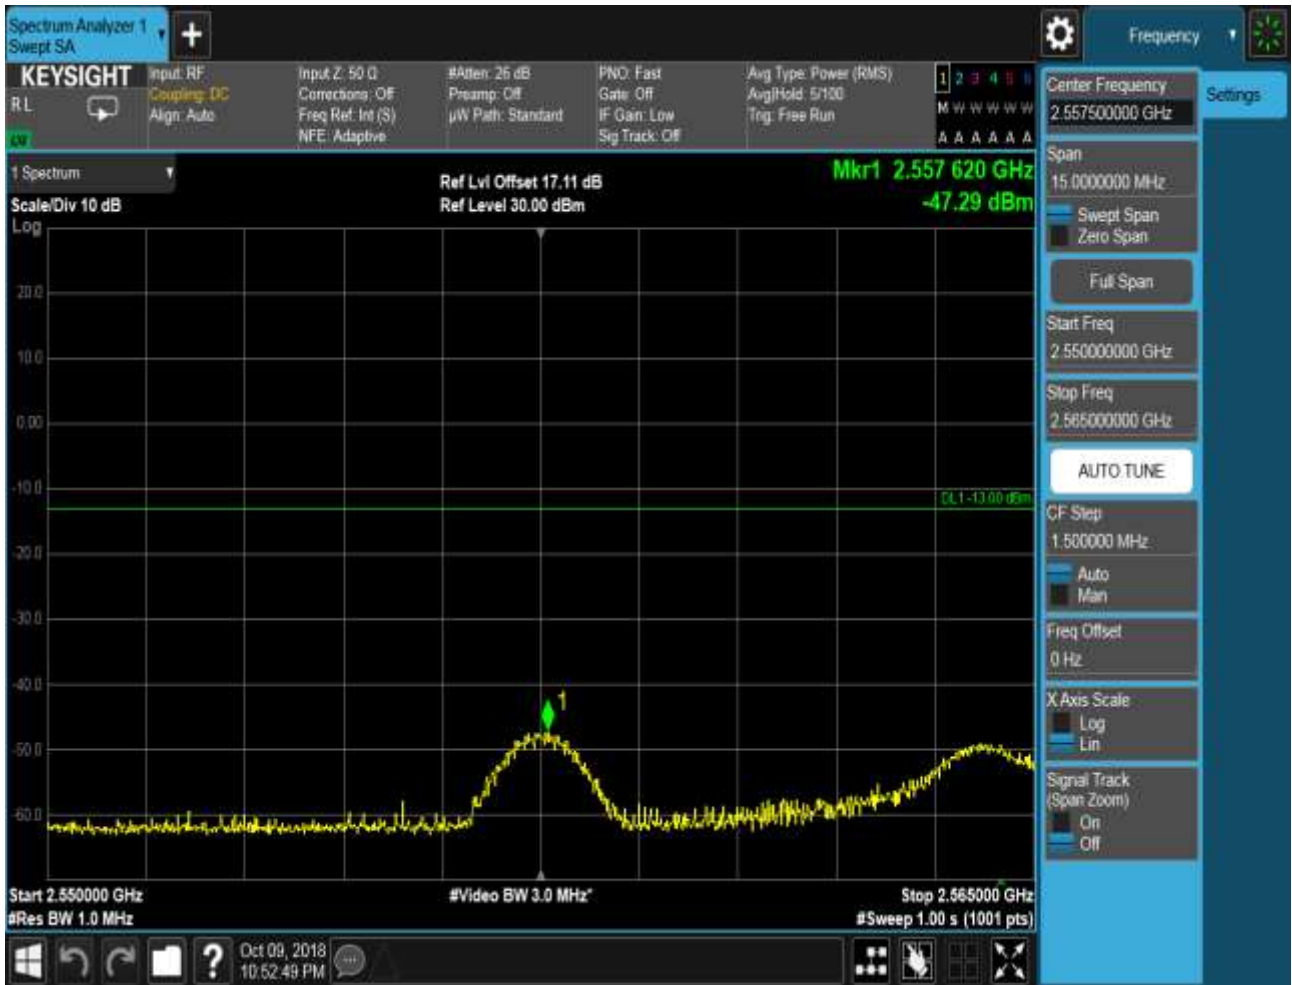 Spectrum Analyzer 1
Swept SA
Frequency
KEYSIGHT
RL
Input: RF
Coupling: DC
Align: Auto
Input Z: 50 Ω
Corrections: Off
Freq Ref: Int (S)
NFE: Adaptive
#Atten: 26 dB
Preamp: Off
µW Path: Standard
PNO: Fast
Gate: Off
IF Gain: Low
Sig Track: Off
Avg Type: Power (RMS)
Avg|Hold: 5/100
Trig: Free Run
1 2 3 4 5 6
M W W W W W
A A A A A A
1 Spectrum
Scale/Div 10 dB
Log
Ref Lvl Offset 17.11 dB
Ref Level 30.00 dBm
Mkr1 2.557 620 GHz
-47.29 dBm
20.0
10.0
0.00
-10.0
-20.0
-30.0
-40.0
-50.0
-60.0
DL1 -13.00 dBm
1
Start 2.550000 GHz
#Res BW 1.0 MHz
#Video BW 3.0 MHz*
Stop 2.565000 GHz
#Sweep 1.00 s (1001 pts)
Oct 09, 2018
10:52:49 PM
Center Frequency
2.557500000 GHz
Settings
Span
15.0000000 MHz
Swept Span
Zero Span
Full Span
Start Freq
2.550000000 GHz
Stop Freq
2.565000000 GHz
AUTO TUNE
CF Step
1.500000 MHz
Auto
Man
Freq Offset
0 Hz
X Axis Scale
Log
Lin
Signal Track
(Span Zoom)
On
Off